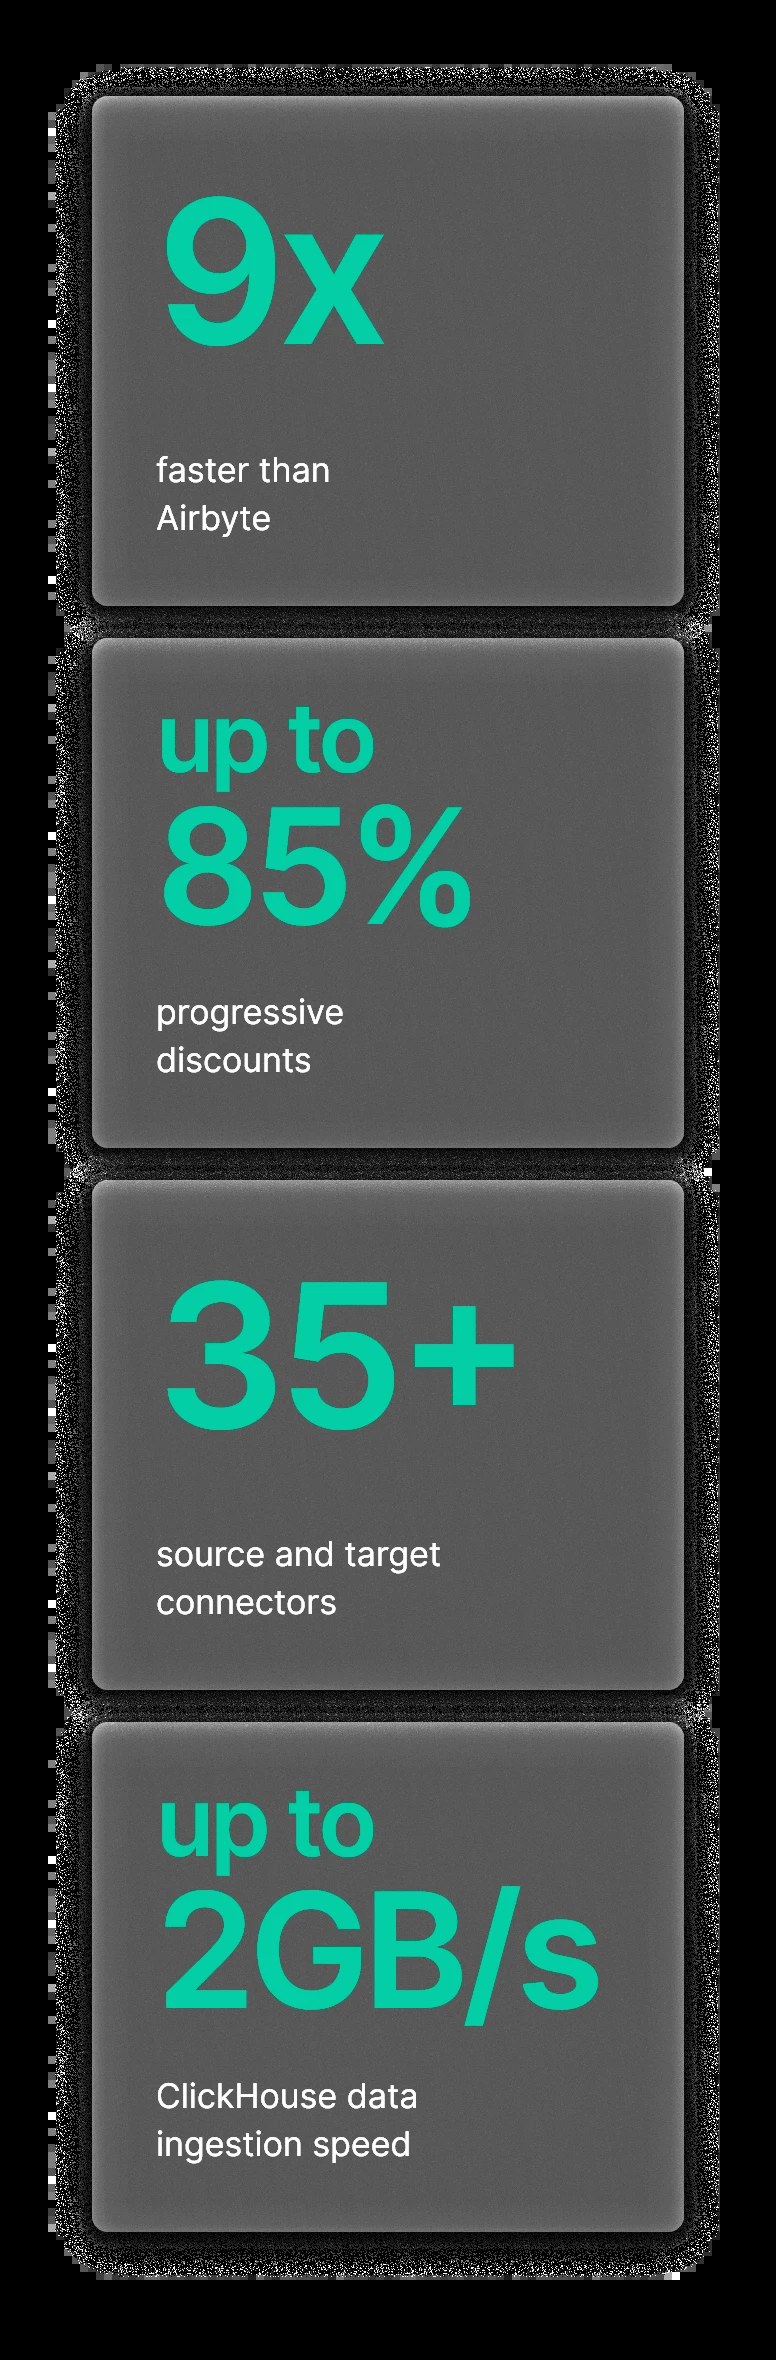 9x
faster than
Airbyte
up to
85%
progressive
discounts
35+
source and target
connectors
up to
2GB/s
ClickHouse data
ingestion speed